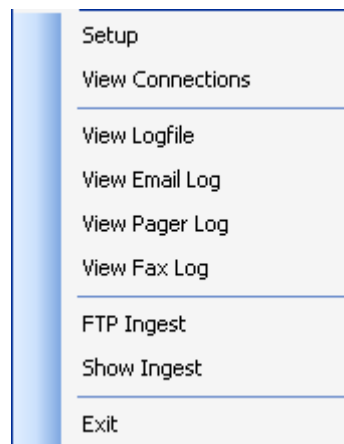 Setup
View Connections
View Logfile
View Email Log
View Pager Log
View Fax Log
FTP Ingest
Show Ingest
Exit